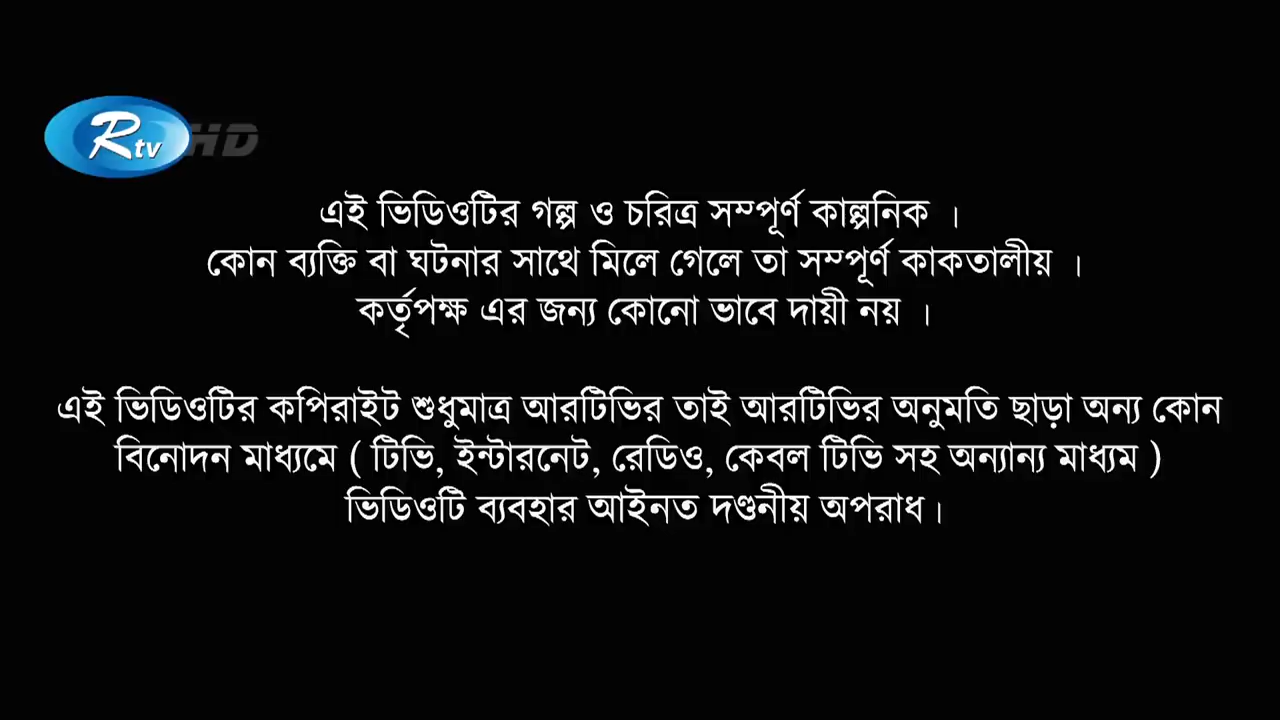 Rtv HD
এই ভিডিওটির গল্প ও চরিত্র সম্পূর্ণ কাল্পনিক ।
কোন ব্যক্তি বা ঘটনার সাথে মিলে গেলে তা সম্পূর্ণ কাকতালীয় ।
কর্তৃপক্ষ এর জন্য কোনো ভাবে দায়ী নয় ।
এই ভিডিওটির কপিরাইট শুধুমাত্র আরটিভির তাই আরটিভির অনুমতি ছাড়া অন্য কোন
বিনোদন মাধ্যমে ( টিভি, ইন্টারনেট, রেডিও, কেবল টিভি সহ অন্যান্য মাধ্যম )
ভিডিওটি ব্যবহার আইনত দণ্ডনীয় অপরাধ।